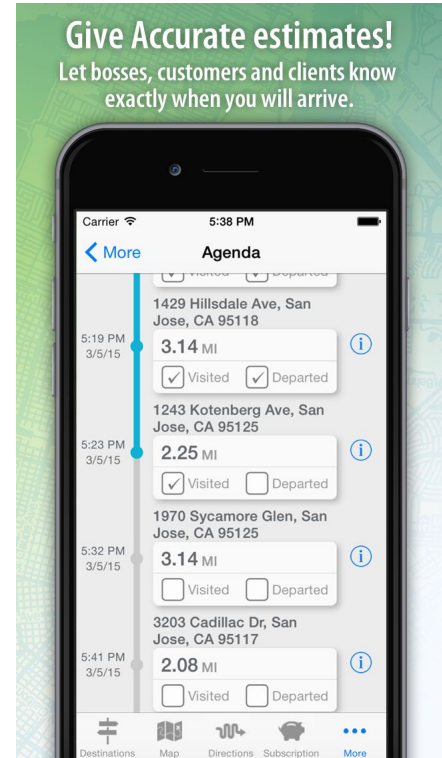 Give Accurate estimates!
Let bosses, customers and clients know
exactly when you will arrive.
Carrier 5:38 PM
More Agenda
Visited Departed
1429 Hillsdale Ave, San
Jose, CA 95118
5:19 PM
3/5/15
3.14 MI
Visited Departed
1243 Kotenberg Ave, San
Jose, CA 95125
5:23 PM
3/5/15
2.25 MI
Visited Departed
1970 Sycamore Glen, San
Jose, CA 95125
5:32 PM
3/5/15
3.14 MI
Visited Departed
3203 Cadillac Dr, San
Jose, CA 95117
5:41 PM
3/5/15
2.08 MI
Visited Departed
Destinations Map Directions Subscription More